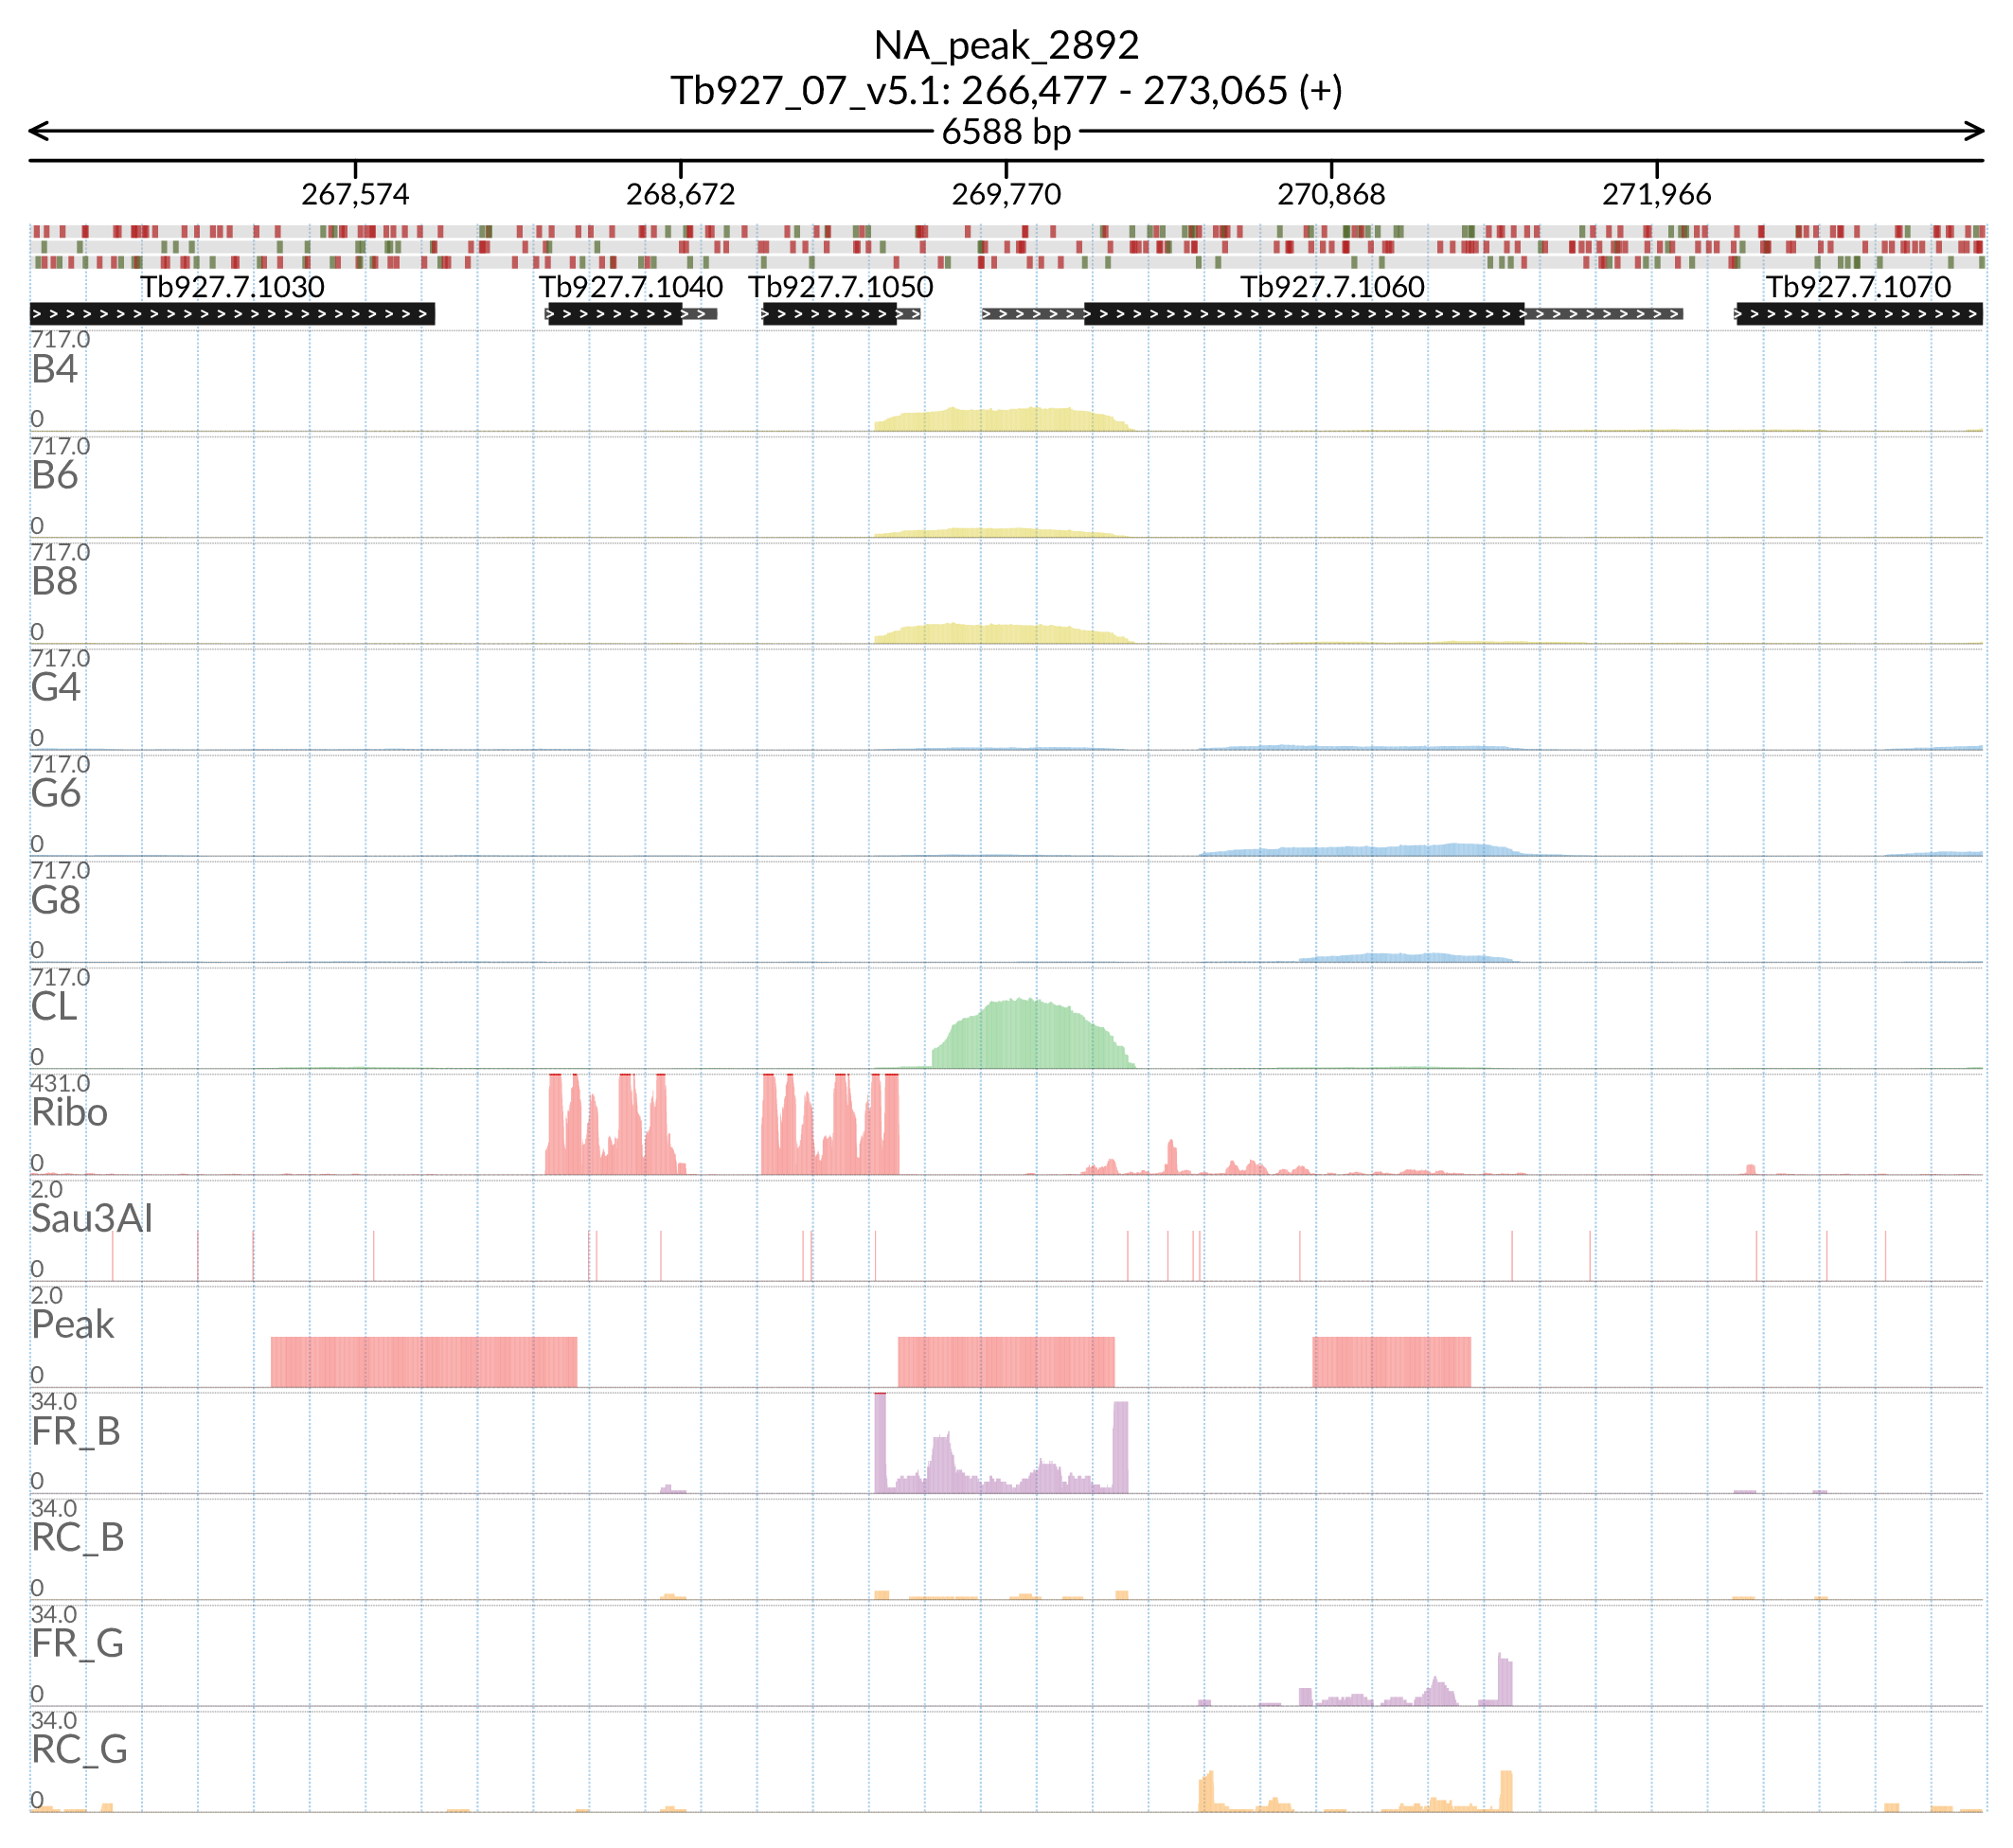 NA_peak_2892
Tb927_07_v5.1: 266,477 - 273,065 (+)
6588 bp
267,574 268,672 269,770 270,868 271,966
Tb927.7.1030 Tb927.7.1040 Tb927.7.1050 Tb927.7.1060 Tb927.7.1070
717.0
B4
0
717.0
B6
0
717.0
B8
0
717.0
G4
0
717.0
G6
0
717.0
G8
0
717.0
CL
0
431.0
Ribo
0
2.0
Sau3AI
0
2.0
Peak
0
34.0
FR_B
0
34.0
RC_B
0
34.0
FR_G
0
34.0
RC_G
0